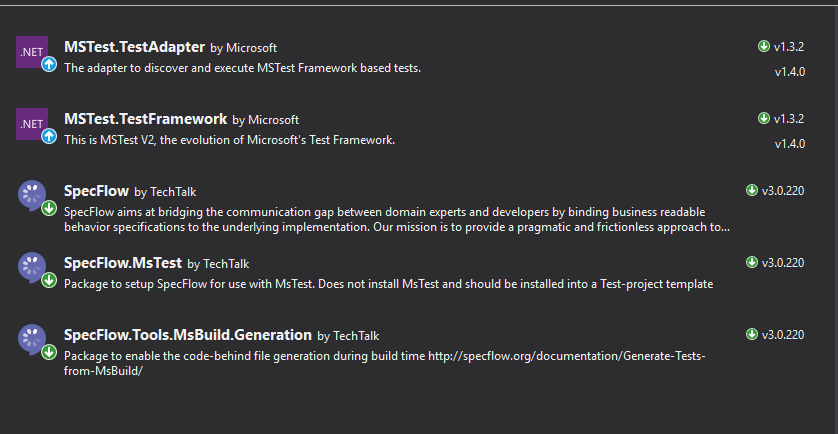 .NET
MSTest.TestAdapter by Microsoft
v1.3.2
The adapter to discover and execute MSTest Framework based tests.
v1.4.0
.NET
MSTest.TestFramework by Microsoft
v1.3.2
This is MSTest V2, the evolution of Microsoft's Test Framework.
v1.4.0
SpecFlow by TechTalk
v3.0.220
SpecFlow aims at bridging the communication gap between domain experts and developers by binding business readable
behavior specifications to the underlying implementation. Our mission is to provide a pragmatic and frictionless approach to...
SpecFlow.MsTest by TechTalk
v3.0.220
Package to setup SpecFlow for use with MsTest. Does not install MsTest and should be installed into a Test-project template
SpecFlow.Tools.MsBuild.Generation by TechTalk
v3.0.220
Package to enable the code-behind file generation during build time http://specflow.org/documentation/Generate-Tests-
from-MsBuild/